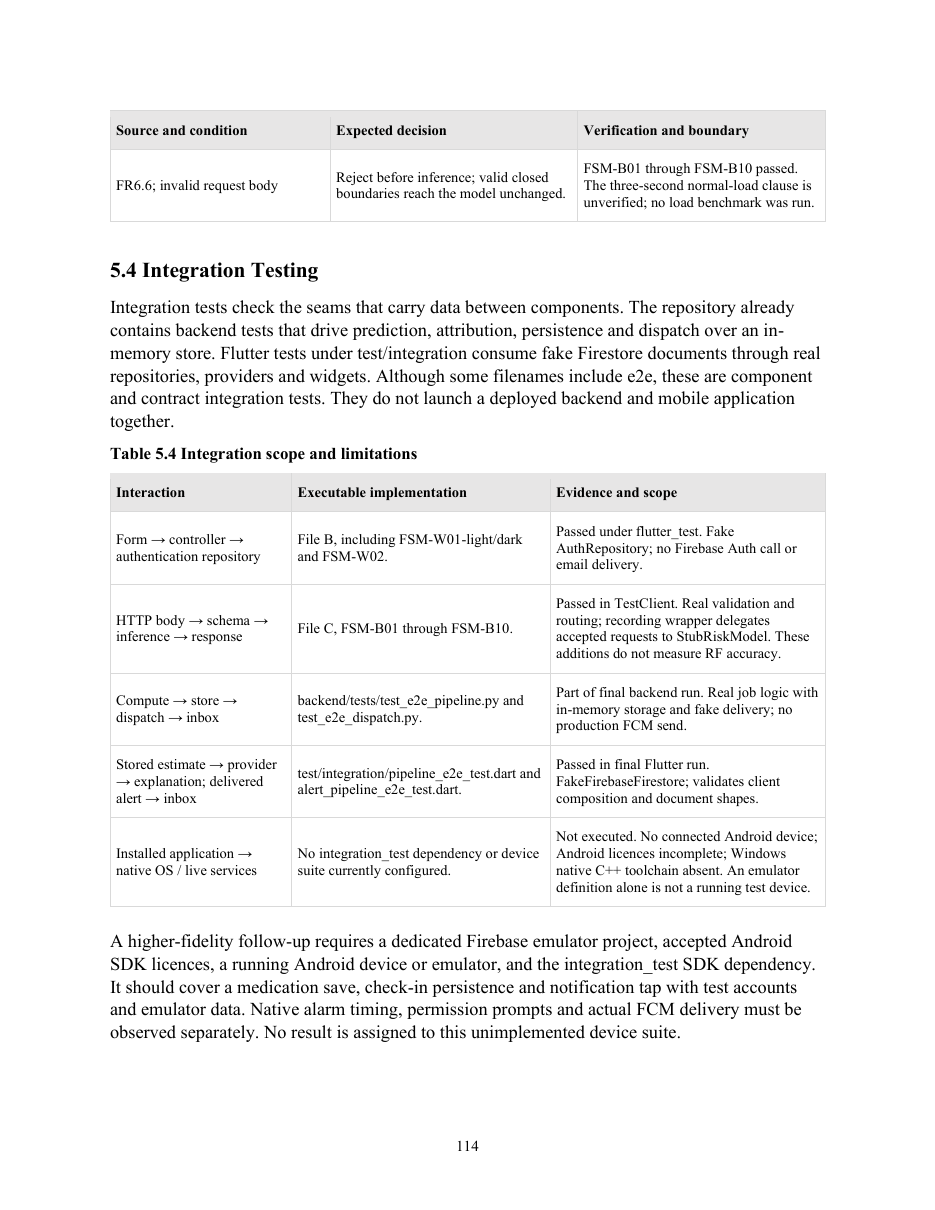 Source and condition
Expected decision
Verification and boundary
FR6.6; invalid request body
Reject before inference; valid closed
boundaries reach the model unchanged.
FSM-B01 through FSM-B10 passed.
The three-second normal-load clause is
unverified; no load benchmark was run.
5.4 Integration Testing
Integration tests check the seams that carry data between components. The repository already
contains backend tests that drive prediction, attribution, persistence and dispatch over an in-
memory store. Flutter tests under test/integration consume fake Firestore documents through real
repositories, providers and widgets. Although some filenames include e2e, these are component
and contract integration tests. They do not launch a deployed backend and mobile application
together.
Table 5.4 Integration scope and limitations
Interaction
Executable implementation
Evidence and scope
Form → controller →
authentication repository
File B, including FSM-W01-light/dark
and FSM-W02.
Passed under flutter_test. Fake
AuthRepository; no Firebase Auth call or
email delivery.
HTTP body → schema →
inference → response
File C, FSM-B01 through FSM-B10.
Passed in TestClient. Real validation and
routing; recording wrapper delegates
accepted requests to StubRiskModel. These
additions do not measure RF accuracy.
Compute → store →
dispatch → inbox
backend/tests/test_e2e_pipeline.py and
test_e2e_dispatch.py.
Part of final backend run. Real job logic with
in-memory storage and fake delivery; no
production FCM send.
Stored estimate → provider
→ explanation; delivered
alert → inbox
test/integration/pipeline_e2e_test.dart and
alert_pipeline_e2e_test.dart.
Passed in final Flutter run.
FakeFirebaseFirestore; validates client
composition and document shapes.
Installed application →
native OS / live services
No integration_test dependency or device
suite currently configured.
Not executed. No connected Android device;
Android licences incomplete; Windows
native C++ toolchain absent. An emulator
definition alone is not a running test device.
A higher-fidelity follow-up requires a dedicated Firebase emulator project, accepted Android
SDK licences, a running Android device or emulator, and the integration_test SDK dependency.
It should cover a medication save, check-in persistence and notification tap with test accounts
and emulator data. Native alarm timing, permission prompts and actual FCM delivery must be
observed separately. No result is assigned to this unimplemented device suite.
114